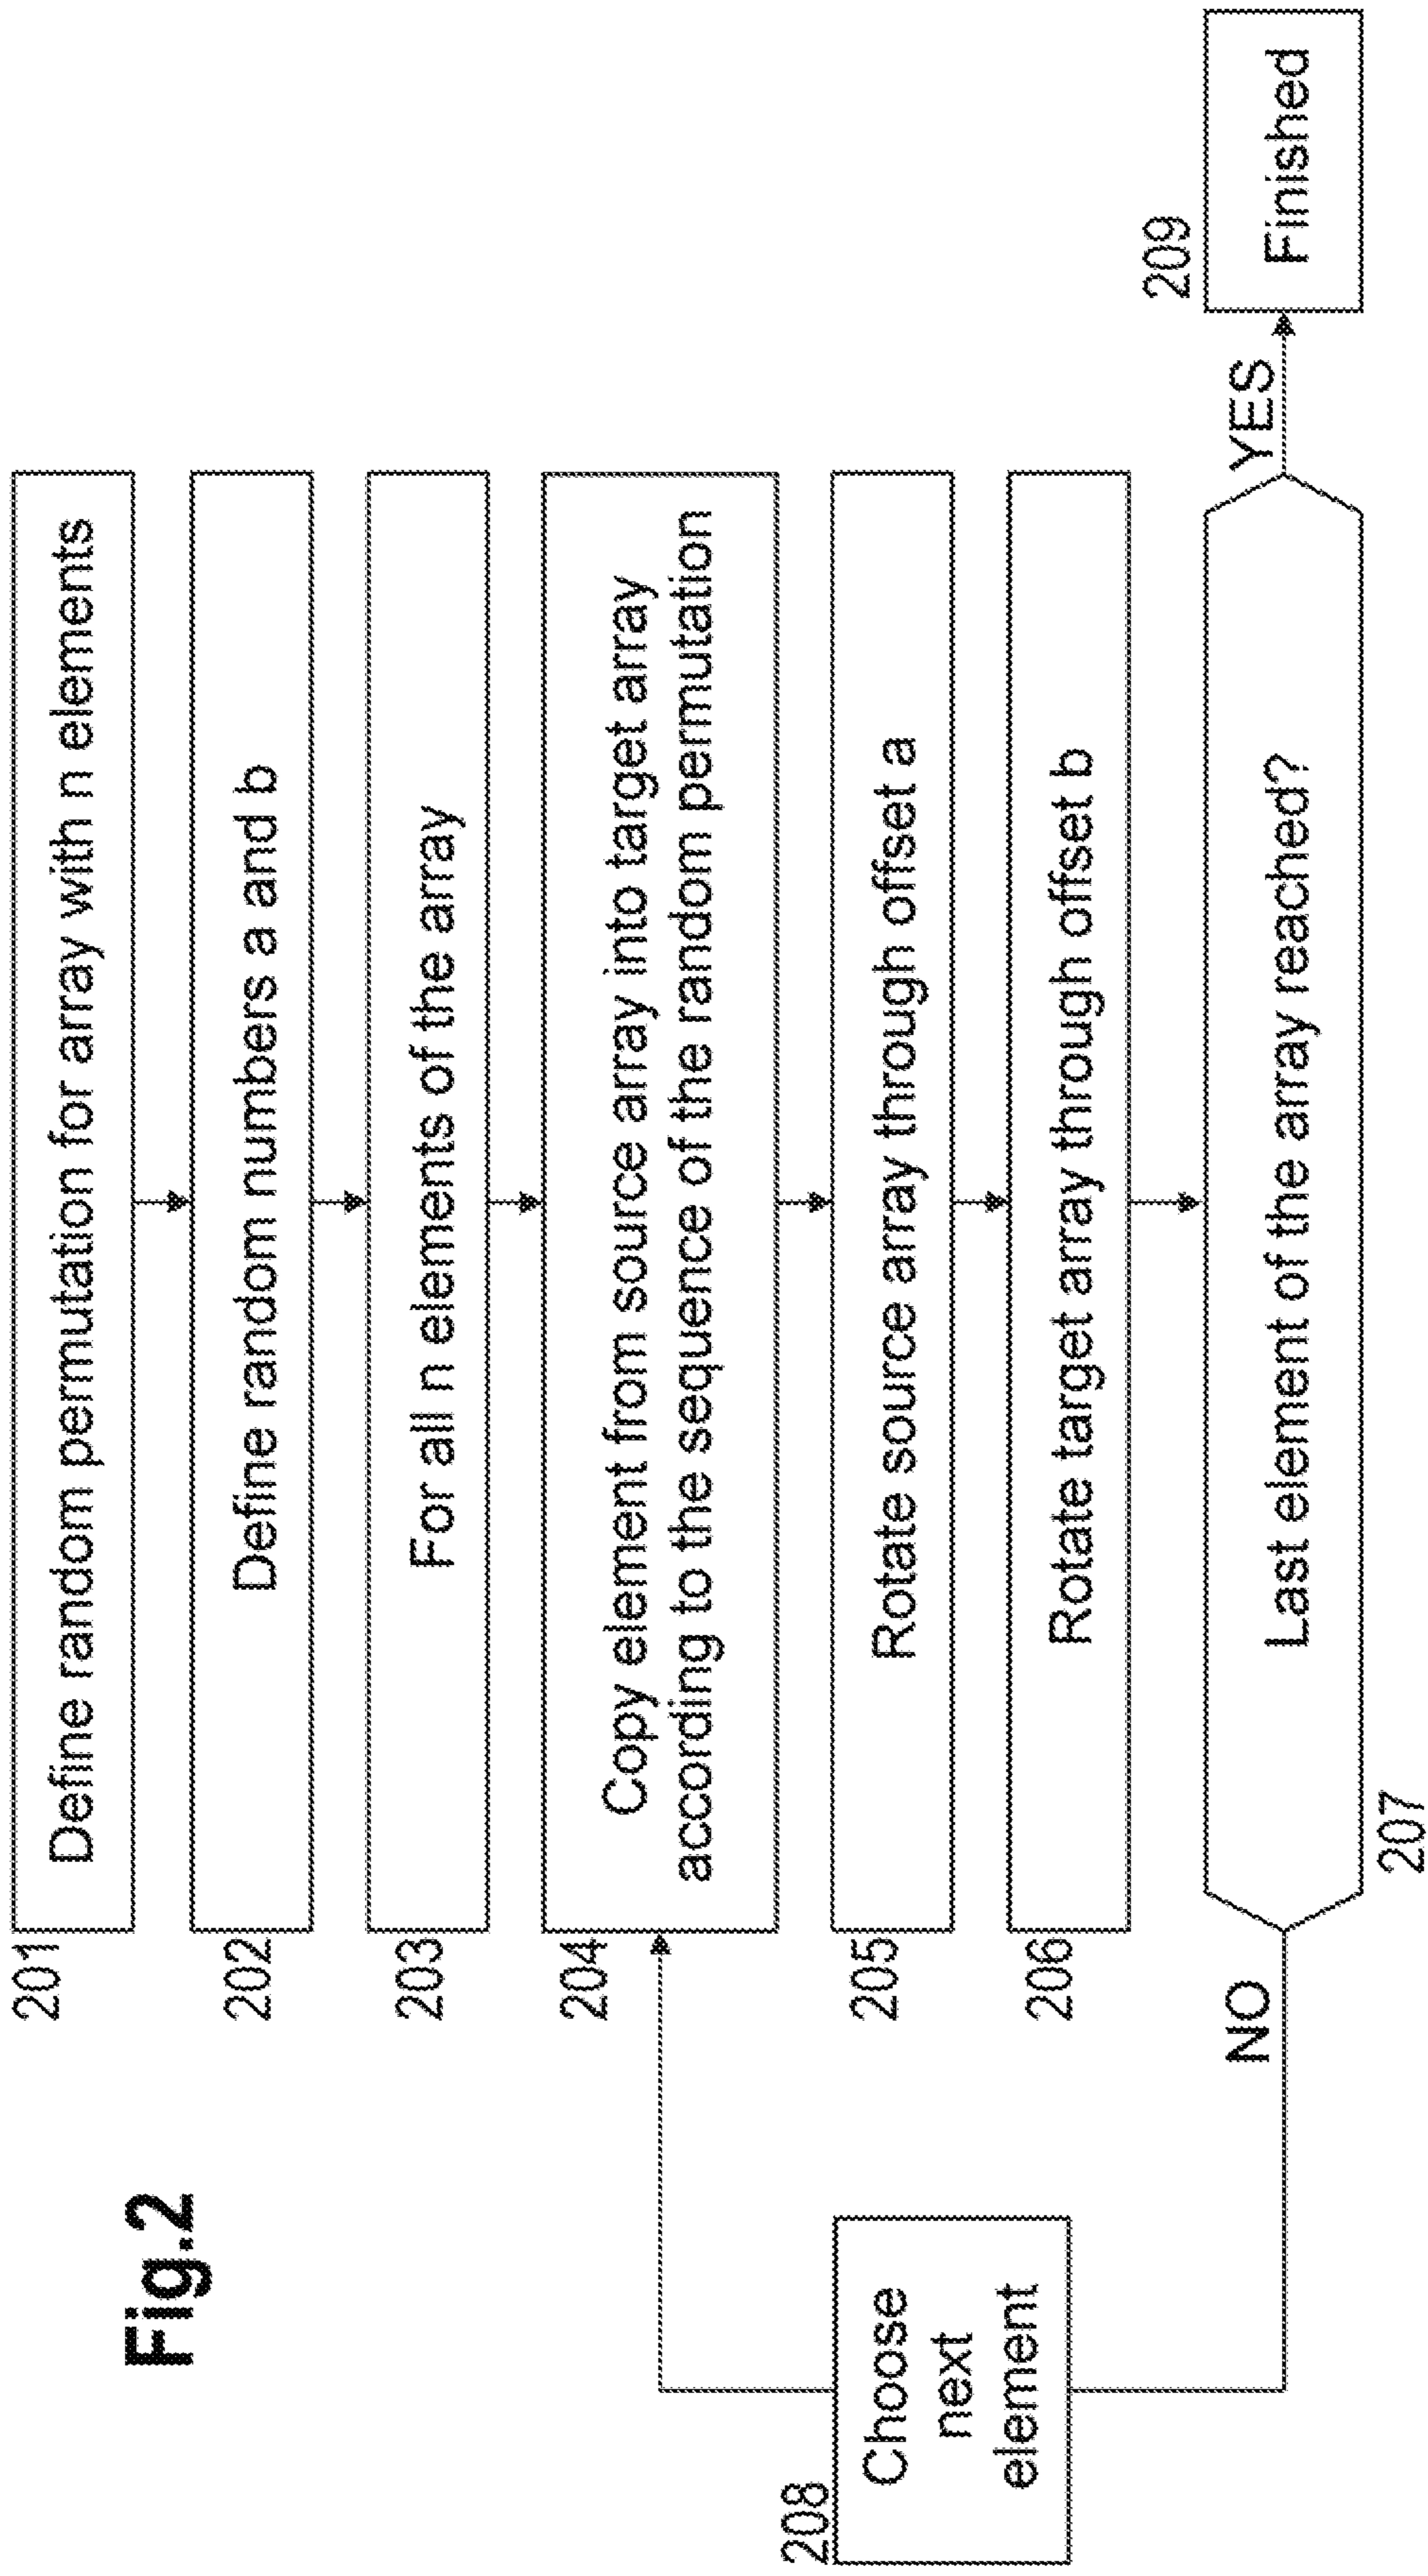 Fig.2
201
Define random permutation for array with n elements
202
Define random numbers a and b
203
For all n elements of the array
204
Copy element from source array into target array
according to the sequence of the random permutation
205
Rotate source array through offset a
206
Rotate target array through offset b
207
Last element of the array reached?
NO
YES
208
Choose
next
element
209
Finished